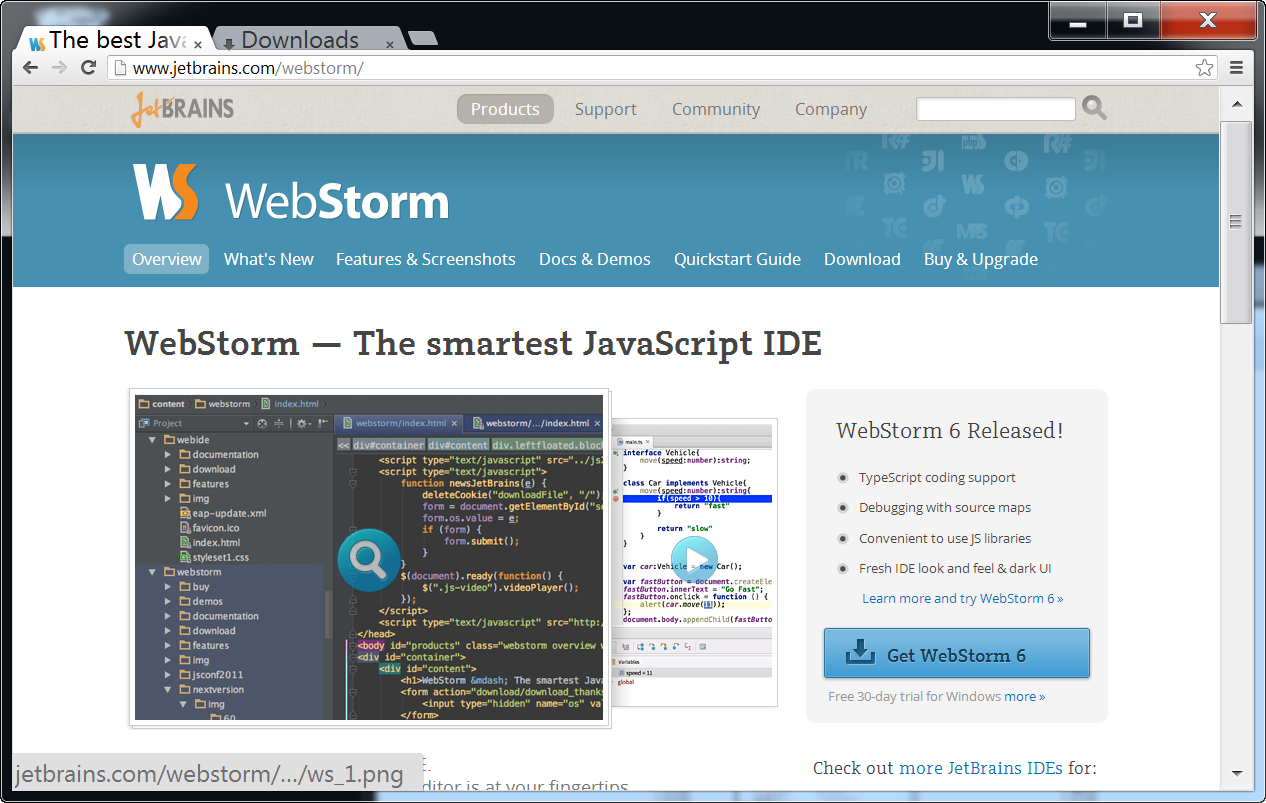 The best Java
Downloads
www.jetbrains.com/webstorm/
JetBRAINS
Products
Support
Community
Company
WS WebStorm
Overview
What's New
Features & Screenshots
Docs & Demos
Quickstart Guide
Download
Buy & Upgrade
WebStorm — The smartest JavaScript IDE
content
webstorm
index.html
Project
webide
documentation
download
features
img
eap-update.xml
favicon.ico
index.html
styleset1.css
webstorm
buy
demos
documentation
download
features
img
jsconf2011
nextversion
img
60
webstorm/index.html
webstorm/.../index.html
<< div#container div#content div.leftfloated.block
<script type="text/javascript" src="../js
<script type="text/javascript">
function newsJetBrains(e) {
deleteCookie("downloadFile", "/")
form = document.getElementById("s
form.os.value = e;
if (form) {
form.submit();
}
}
$(document).ready(function() {
$(".js-video").videoPlayer();
});
</script>
<script type="text/javascript" src="http:
</head>
<body id="products" class="webstorm overview
<div id="container">
<div id="content">
<h1>WebStorm &mdash; The smartest Java
<form action="download/download_thanks
<input type="hidden" name="os" va
</form>
main.ts
interface Vehicle{
move(speed:number):string;
}
class Car implements Vehicle{
move(speed:number):string{
if(speed > 10){
return "fast"
}
return "slow"
}
}
var car:Vehicle = new Car();
var fastButton = document.createEle
fastButton.innerText = "Go Fast";
fastButton.onclick = function () {
alert(car.move(11));
};
document.body.appendChild(fastButto
Variables
speed = 11
global
WebStorm 6 Released!
TypeScript coding support
Debugging with source maps
Convenient to use JS libraries
Fresh IDE look and feel & dark UI
Learn more and try WebStorm 6 »
Get WebStorm 6
Free 30-day trial for Windows more »
Check out more JetBrains IDEs for:
jetbrains.com/webstorm/.../ws_1.png
editor is at your fingertips